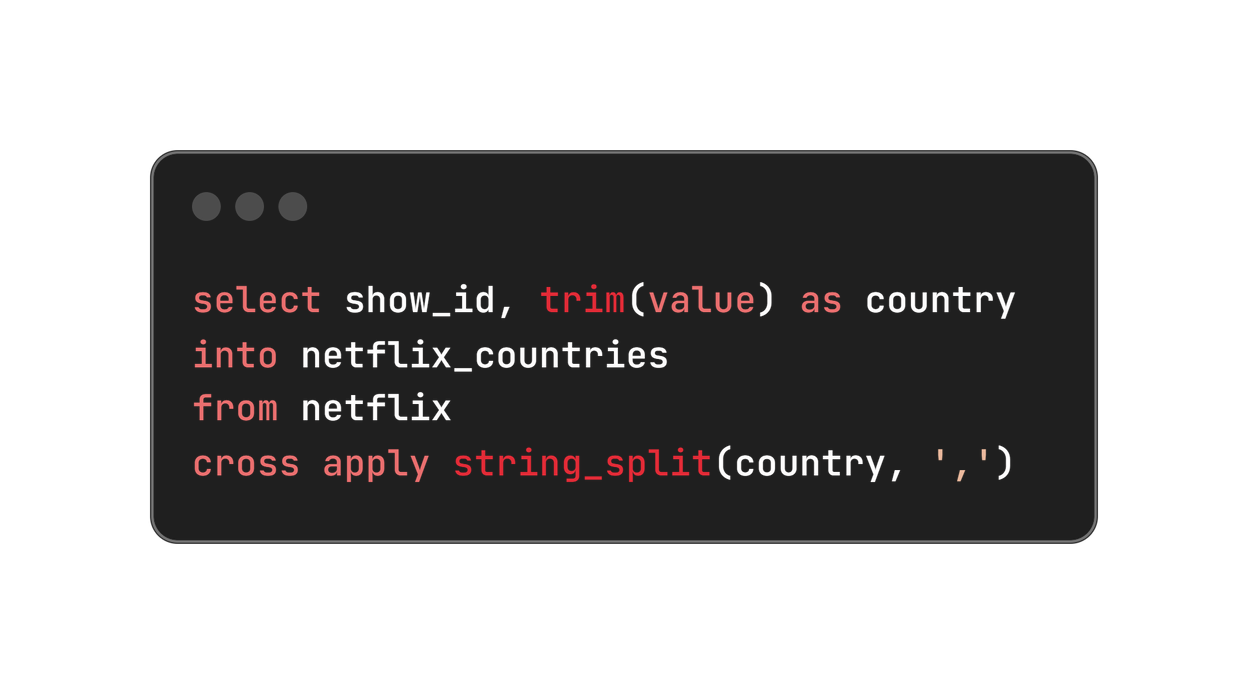 select show_id, trim(value) as country
into netflix_countries
from netflix
cross apply string_split(country, ',')